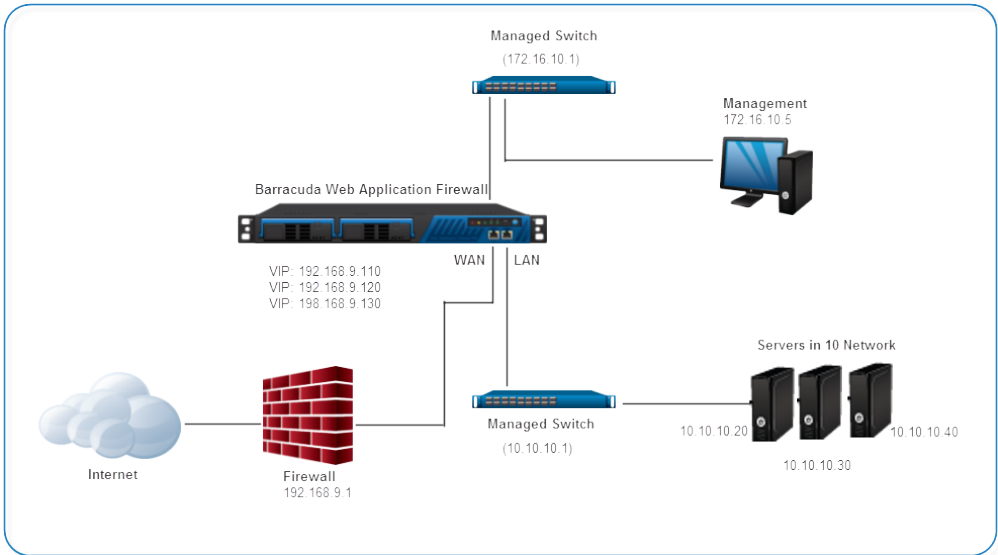 Managed Switch
(172.16.10.1)
Management
172.16.10.5
Barracuda Web Application Firewall
WAN
LAN
VIP: 192.168.9.110
VIP: 192.168.9.120
VIP: 198 168.9.130
Servers in 10 Network
Managed Switch
(10.10.10.1)
10.10.10.20
10.10.10.40
10.10.10.30
Internet
Firewall
192.168.9.1